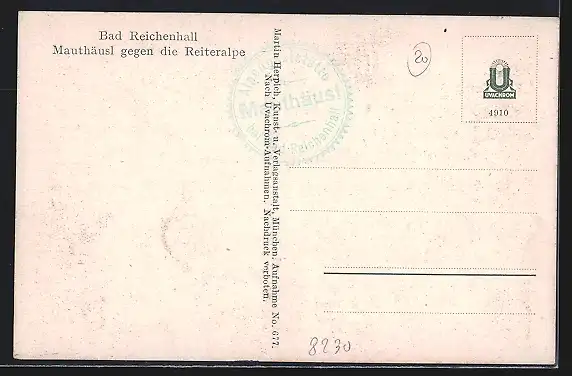 Bad Reichenhall
Mauthäusl gegen die Reiteralpe
Martin Herpich, Kunst- u. Verlagsanstalt, München. Aufnahme No. 677.
Nach Uvachrom-Aufnahmen. Nachdruck verboten.
Mauthäusl
Reichenhall
20
U
UVACHROM
4910
8230